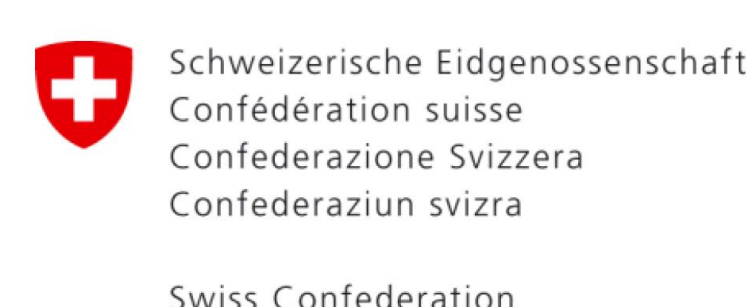 Schweizerische Eidgenossenschaft
Confédération suisse
Confederazione Svizzera
Confederaziun svizra
Swiss Confederation